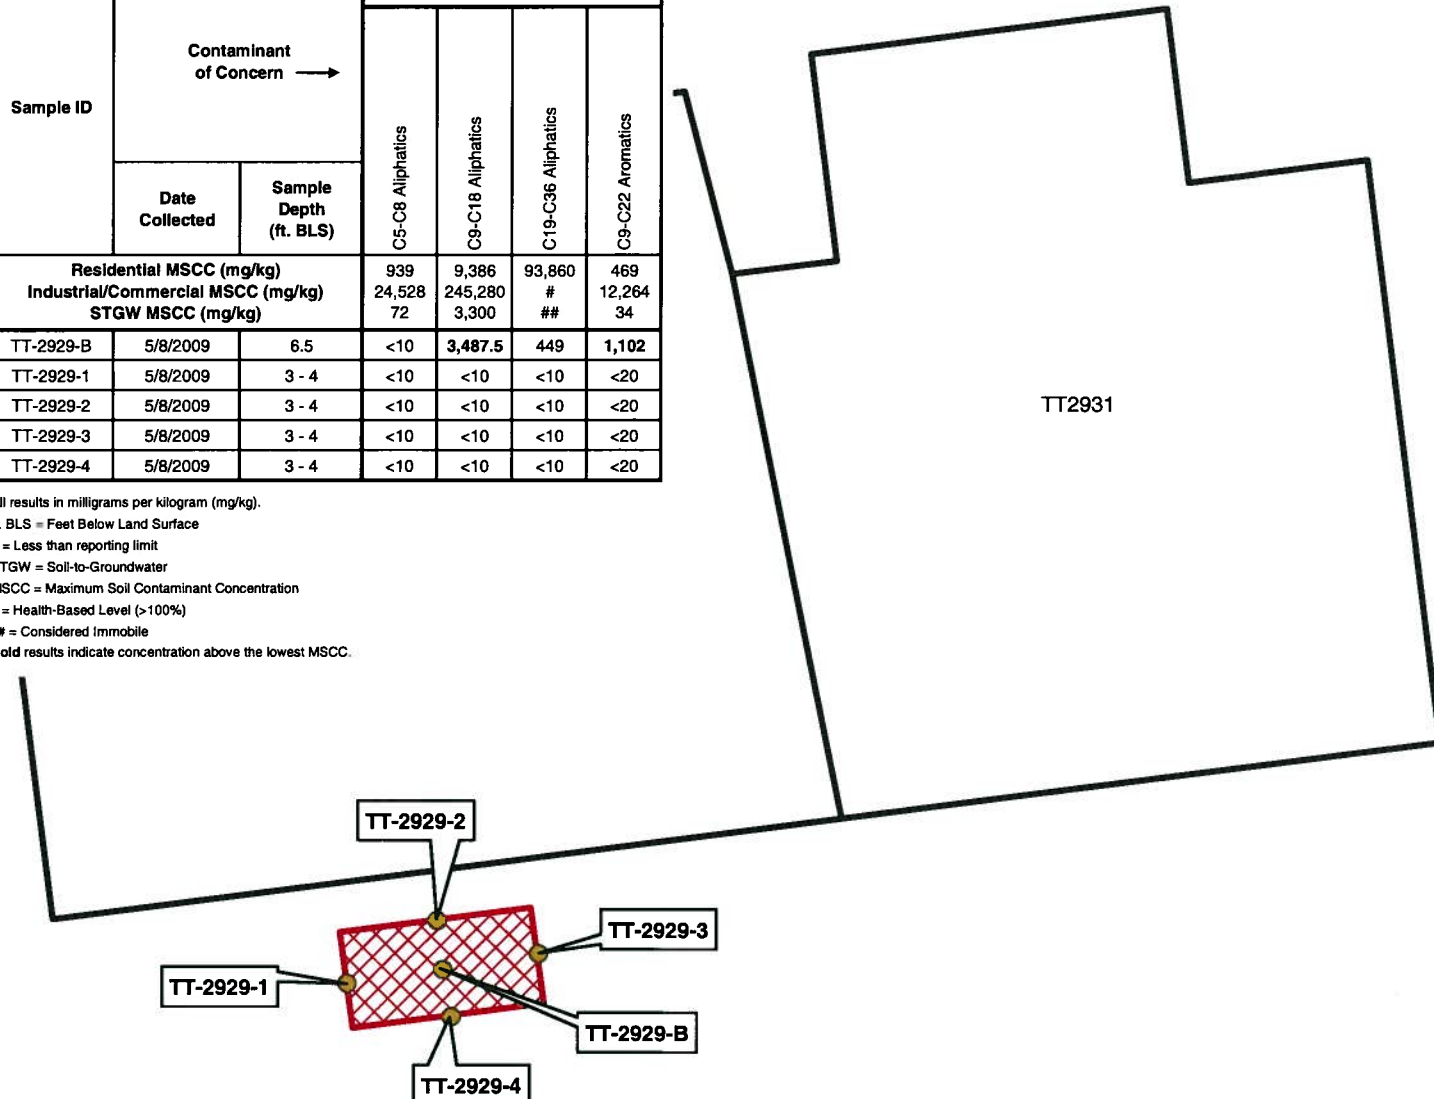 Sample ID
Contaminant
of Concern
Date
Collected
Sample
Depth
(ft. BLS)
C5-C8 Aliphatics
C9-C18 Aliphatics
C19-C36 Aliphatics
C9-C22 Aromatics
Residential MSCC (mg/kg) 939 9,386 93,860 469
Industrial/Commercial MSCC (mg/kg) 24,528 245,280 # 12,264
STGW MSCC (mg/kg) 72 3,300 ## 34
TT-2929-B 5/8/2009 6.5 <10 3,487.5 449 1,102
TT-2929-1 5/8/2009 3 - 4 <10 <10 <10 <20
TT-2929-2 5/8/2009 3 - 4 <10 <10 <10 <20
TT-2929-3 5/8/2009 3 - 4 <10 <10 <10 <20
TT-2929-4 5/8/2009 3 - 4 <10 <10 <10 <20
ll results in milligrams per kilogram (mg/kg).
. BLS = Feet Below Land Surface
= Less than reporting limit
TGW = Soil-to-Groundwater
MSCC = Maximum Soil Contaminant Concentration
= Health-Based Level (>100%)
# = Considered Immobile
old results indicate concentration above the lowest MSCC.
TT2931
TT-2929-2
TT-2929-3
TT-2929-1
TT-2929-B
TT-2929-4